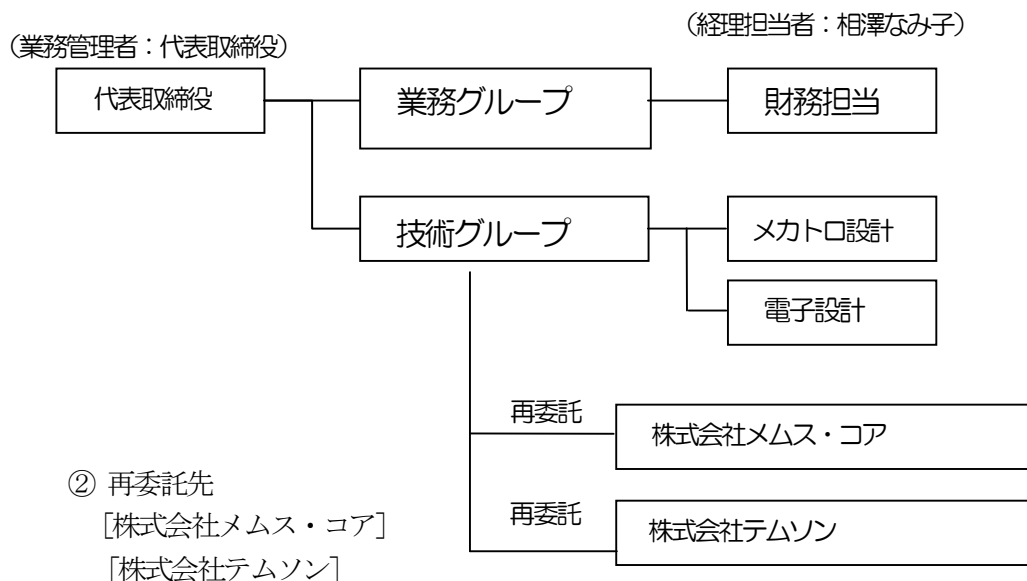 (経理担当者：相澤なみ子)
(業務管理者：代表取締役)
代表取締役
業務グループ
財務担当
技術グループ
メカトロ設計
電子設計
再委託
株式会社メムス・コア
② 再委託先
再委託
株式会社テムソン
[株式会社メムス・コア]
[株式会社テムソン]